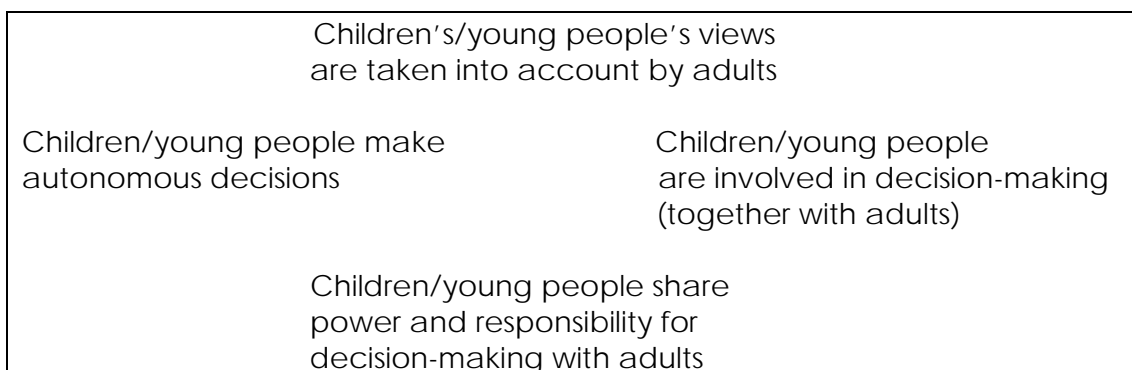 Children’s/young people’s views
are taken into account by adults
Children/young people make
autonomous decisions
Children/young people
are involved in decision-making
(together with adults)
Children/young people share
power and responsibility for
decision-making with adults